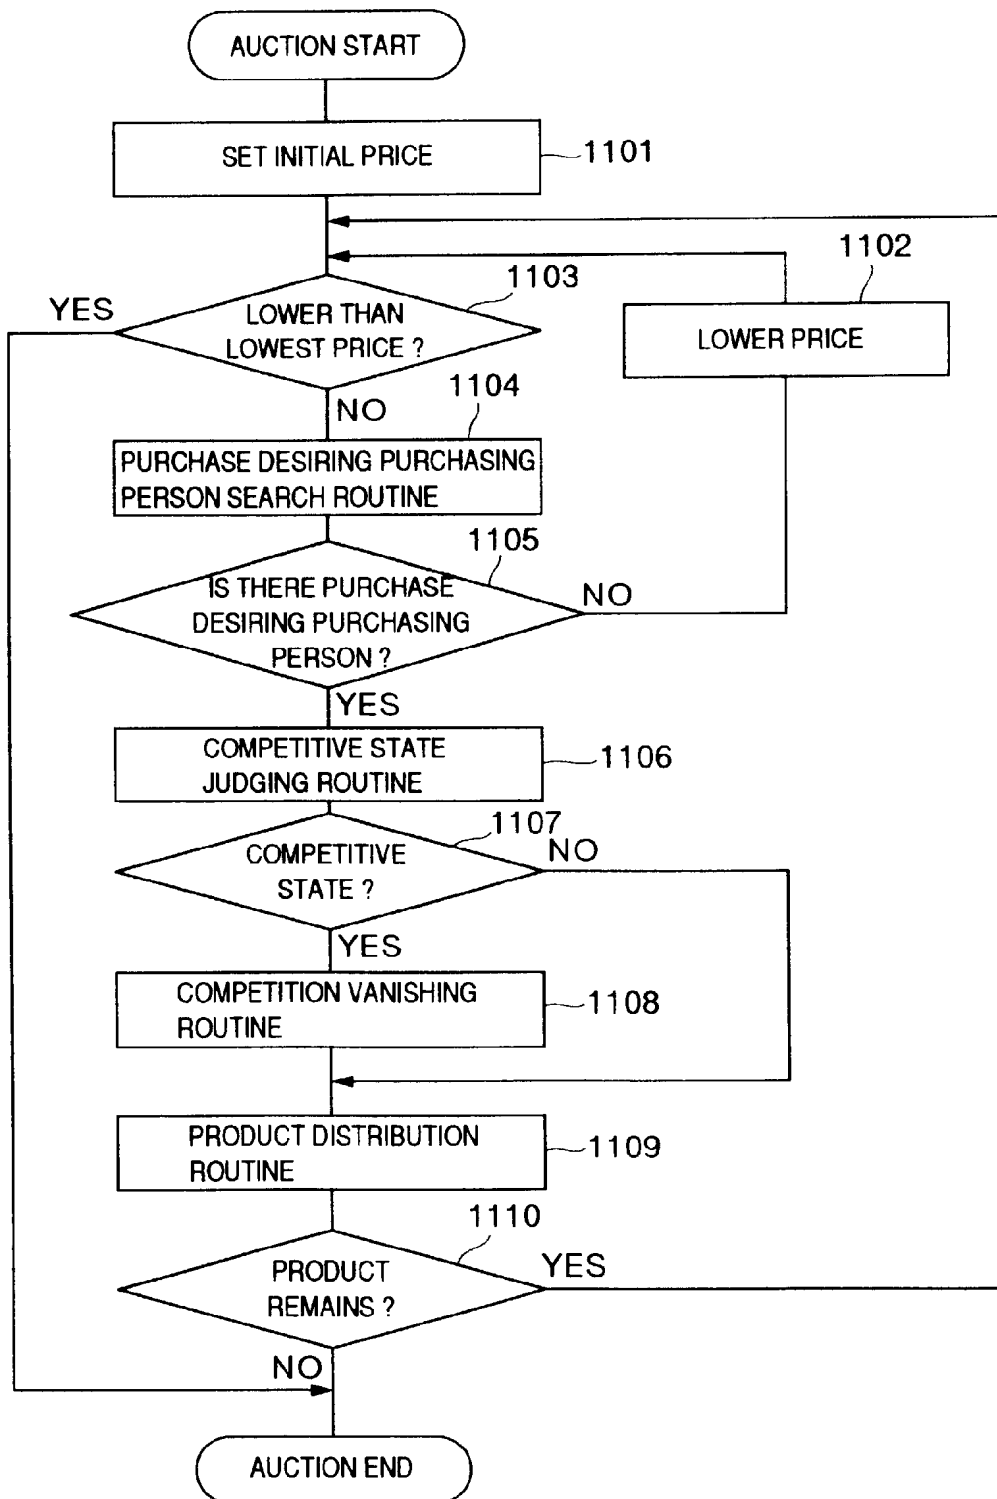 AUCTION START
SET INITIAL PRICE
1101
1102
1103
YES
LOWER THAN
LOWEST PRICE ?
LOWER PRICE
1104
NO
PURCHASE DESIRING PURCHASING
PERSON SEARCH ROUTINE
1105
IS THERE PURCHASE
DESIRING PURCHASING
PERSON ?
NO
YES
COMPETITIVE STATE
JUDGING ROUTINE
1106
1107
COMPETITIVE
STATE ?
NO
YES
COMPETITION VANISHING
ROUTINE
1108
PRODUCT DISTRIBUTION
ROUTINE
1109
1110
PRODUCT
REMAINS ?
YES
NO
AUCTION END